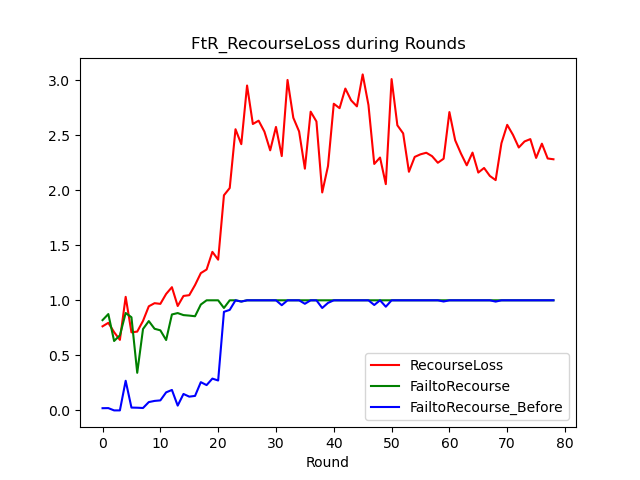 FtR_RecourseLoss during Rounds
3.0
2.5
2.0
1.5
1.0
0.5
0.0
RecourseLoss
FailtoRecourse
FailtoRecourse_Before
0 10 20 30 40 50 60 70 80
Round